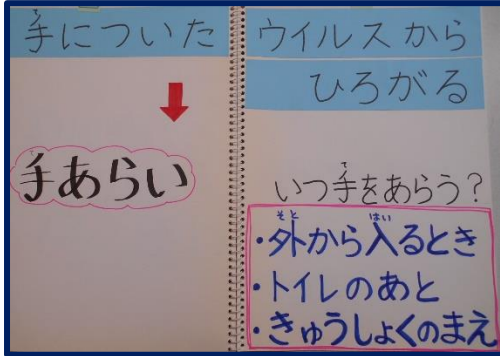 手についた
手あらい
ウイルスから
ひろがる
いつ手をあらう？
・外から入るとき
・トイレのあと
・きゅうしょくのまえ